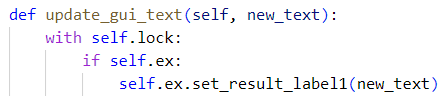 def update_gui_text(self, new_text):
    with self.lock:
        if self.ex:
            self.ex.set_result_label1(new_text)